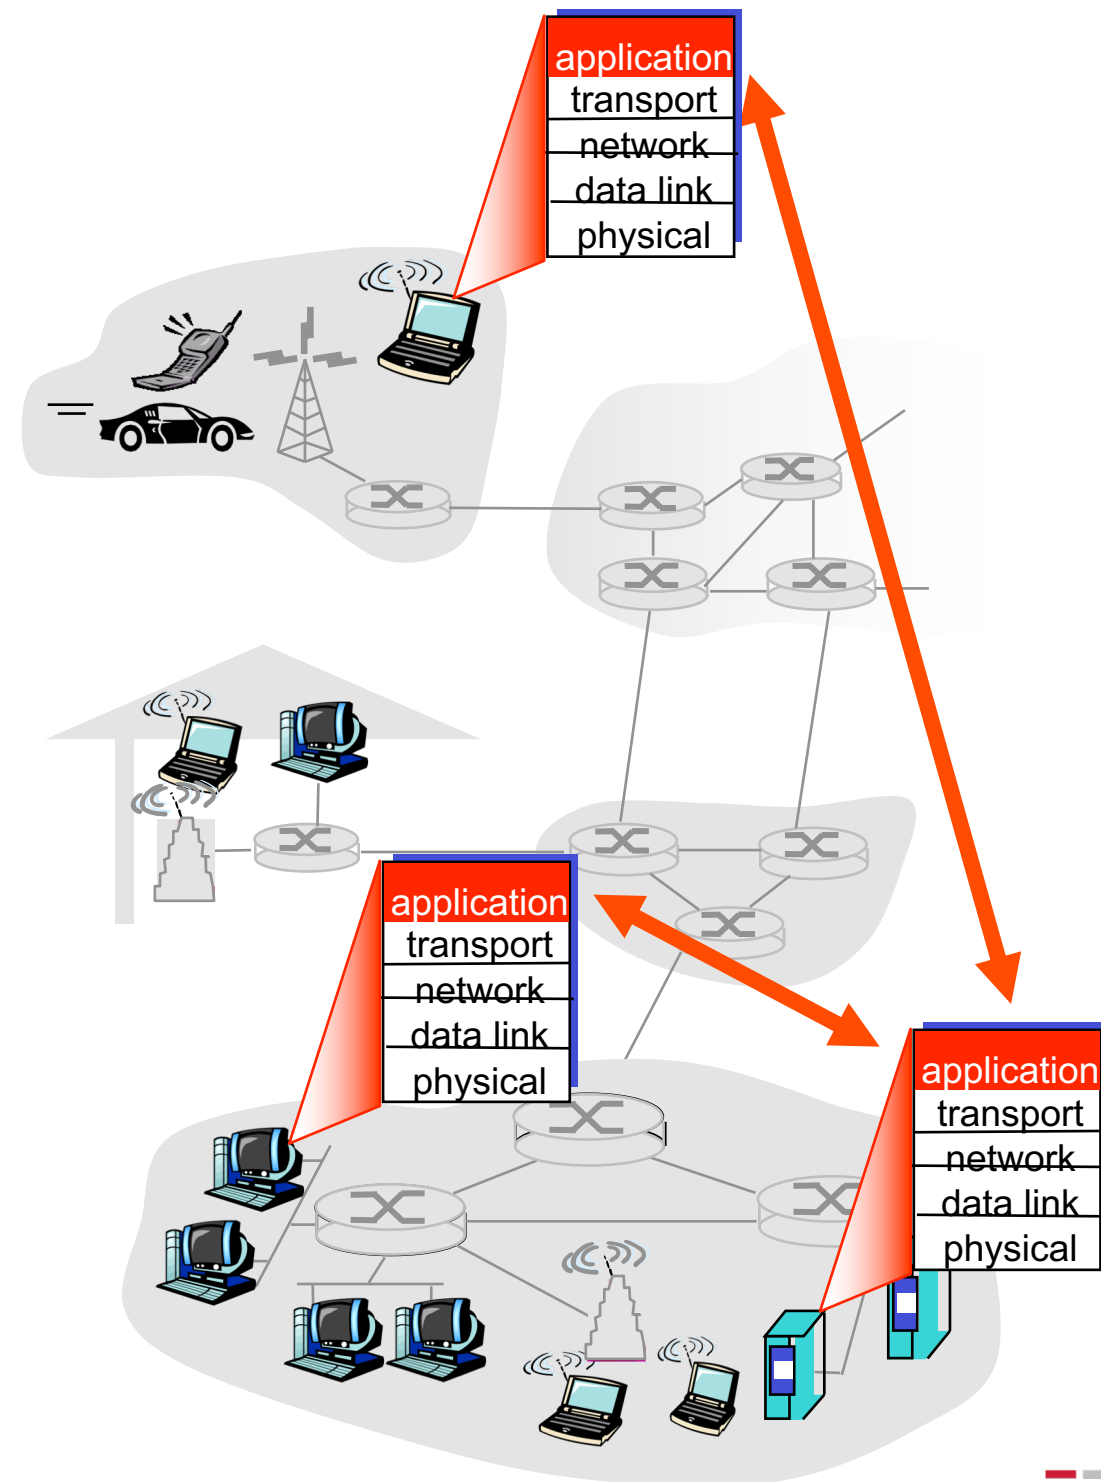 application
transport
network
data link
physical
application
transport
network
data link
physical
application
transport
network
data link
physical